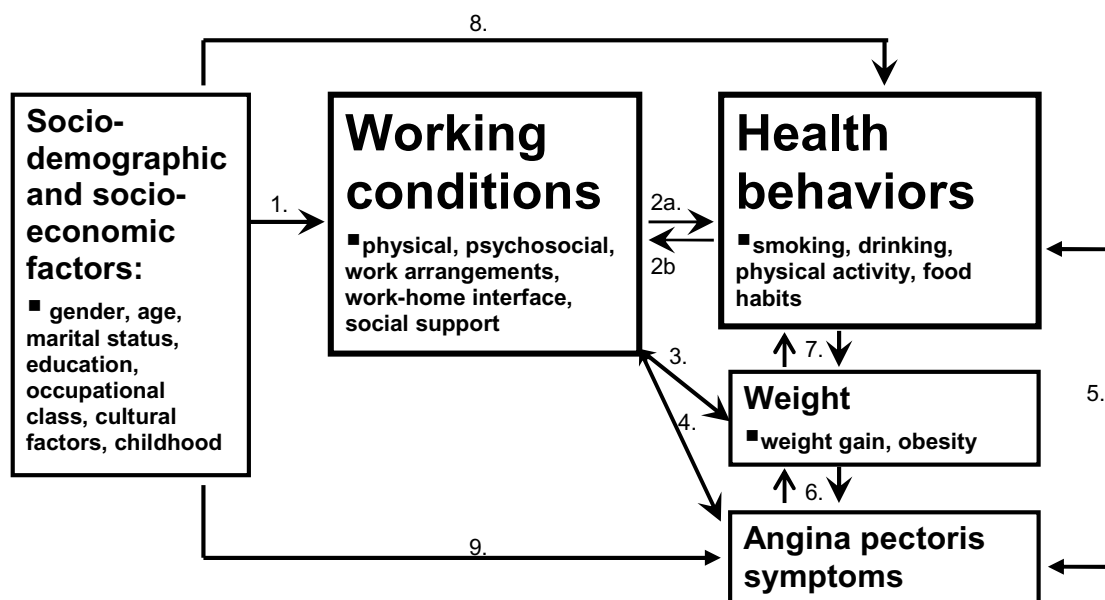 8.
Socio-
demographic
and socio-
economic
factors:
▪ gender, age,
marital status,
education,
occupational
class, cultural
factors, childhood
1.
Working
conditions
▪physical, psychosocial,
work arrangements,
work-home interface,
social support
2a.
2b
Health
behaviors
▪smoking, drinking,
physical activity, food
habits
3.
4.
7.
5.
Weight
▪weight gain, obesity
6.
9.
Angina pectoris
symptoms